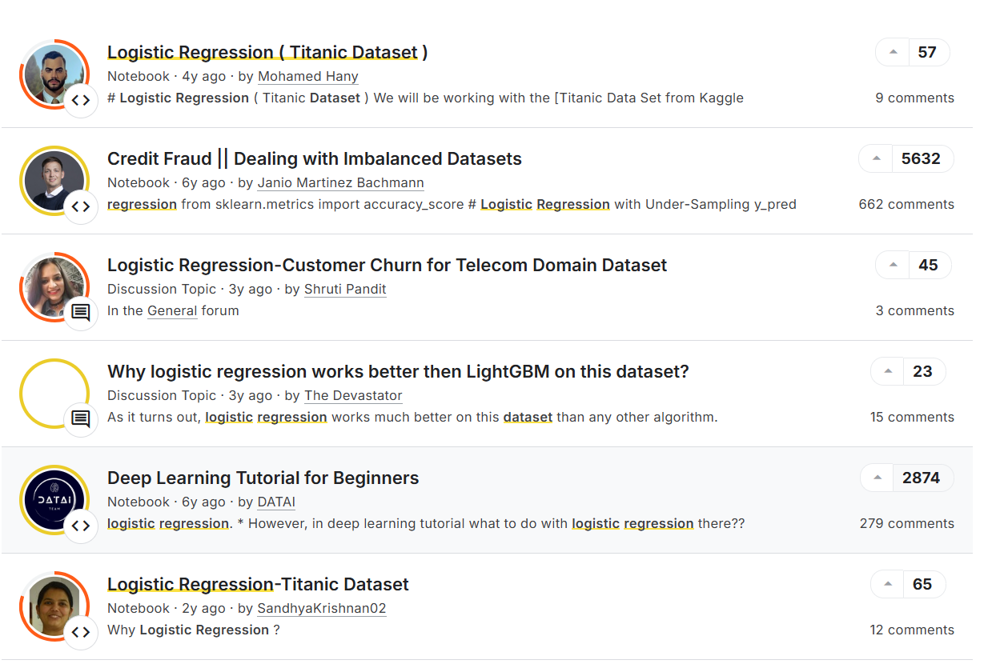 Logistic Regression ( Titanic Dataset )
57
Notebook · 4y ago · by Mohamed Hany
# Logistic Regression ( Titanic Dataset ) We will be working with the [Titanic Data Set from Kaggle
9 comments
Credit Fraud || Dealing with Imbalanced Datasets
5632
Notebook · 6y ago · by Janio Martinez Bachmann
regression from sklearn.metrics import accuracy_score # Logistic Regression with Under-Sampling y_pred
662 comments
Logistic Regression-Customer Churn for Telecom Domain Dataset
45
Discussion Topic · 3y ago · by Shruti Pandit
In the General forum
3 comments
Why logistic regression works better then LightGBM on this dataset?
23
Discussion Topic · 3y ago · by The Devastator
As it turns out, logistic regression works much better on this dataset than any other algorithm.
15 comments
DATAI
TEAM
Deep Learning Tutorial for Beginners
2874
Notebook · 6y ago · by DATAI
logistic regression. * However, in deep learning tutorial what to do with logistic regression there??
279 comments
Logistic Regression-Titanic Dataset
65
Notebook · 2y ago · by SandhyaKrishnan02
Why Logistic Regression ?
12 comments